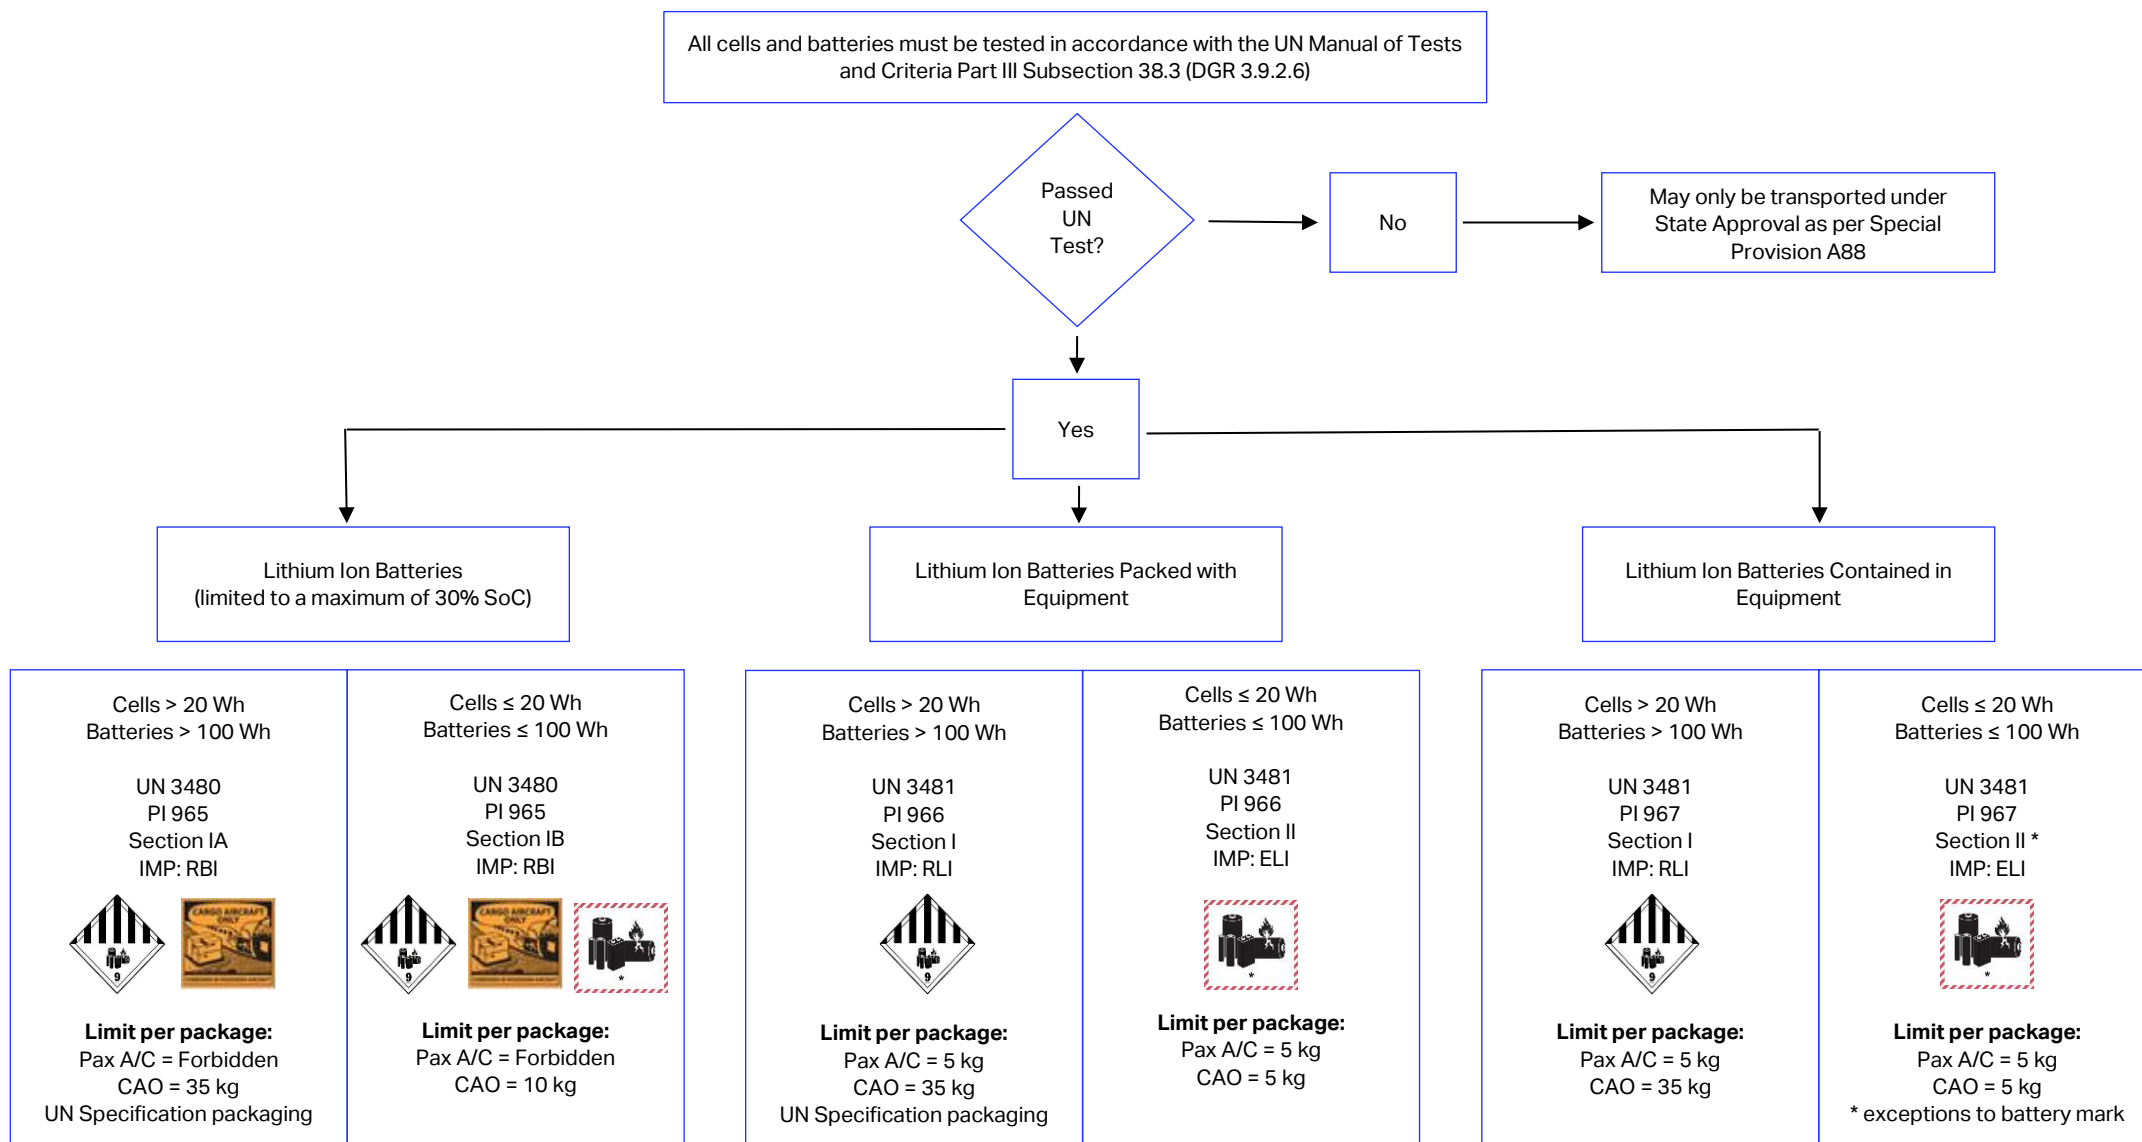 All cells and batteries must be tested in accordance with the UN Manual of Tests
and Criteria Part III Subsection 38.3 (DGR 3.9.2.6)
Passed
UN
Test?
No
May only be transported under
State Approval as per Special
Provision A88
Yes
Lithium Ion Batteries
(limited to a maximum of 30% SoC)
Lithium Ion Batteries Packed with
Equipment
Lithium Ion Batteries Contained in
Equipment
Cells > 20 Wh
Batteries > 100 Wh
UN 3480
PI 965
Section IA
IMP: RBI
9
CARGO AIRCRAFT
ONLY
Limit per package:
Pax A/C = Forbidden
CAO = 35 kg
UN Specification packaging
Cells ≤ 20 Wh
Batteries ≤ 100 Wh
UN 3480
PI 965
Section IB
IMP: RBI
9
CARGO AIRCRAFT
ONLY
*
Limit per package:
Pax A/C = Forbidden
CAO = 10 kg
Cells > 20 Wh
Batteries > 100 Wh
UN 3481
PI 966
Section I
IMP: RLI
9
Limit per package:
Pax A/C = 5 kg
CAO = 35 kg
UN Specification packaging
Cells ≤ 20 Wh
Batteries ≤ 100 Wh
UN 3481
PI 966
Section II
IMP: ELI
*
Limit per package:
Pax A/C = 5 kg
CAO = 5 kg
Cells > 20 Wh
Batteries > 100 Wh
UN 3481
PI 967
Section I
IMP: RLI
9
Limit per package:
Pax A/C = 5 kg
CAO = 35 kg
Cells ≤ 20 Wh
Batteries ≤ 100 Wh
UN 3481
PI 967
Section II *
IMP: ELI
*
Limit per package:
Pax A/C = 5 kg
CAO = 5 kg
* exceptions to battery mark